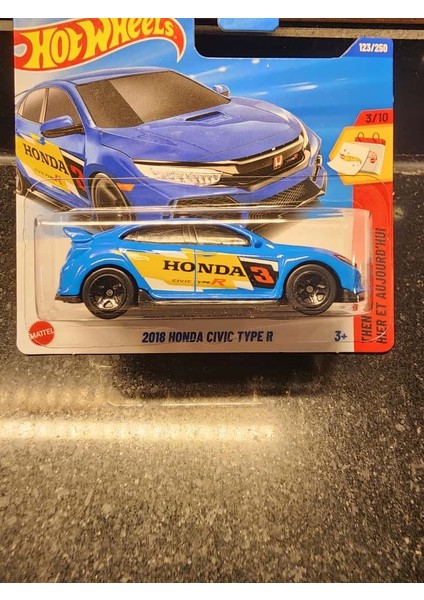 HOT WHEELS
123/250
3/10
HONDA 3
HONDA 3
CIVIC TYPE R
MATTEL
2018 HONDA CIVIC TYPE R
3+
THEN
HIER ET AUJOURD'HUI